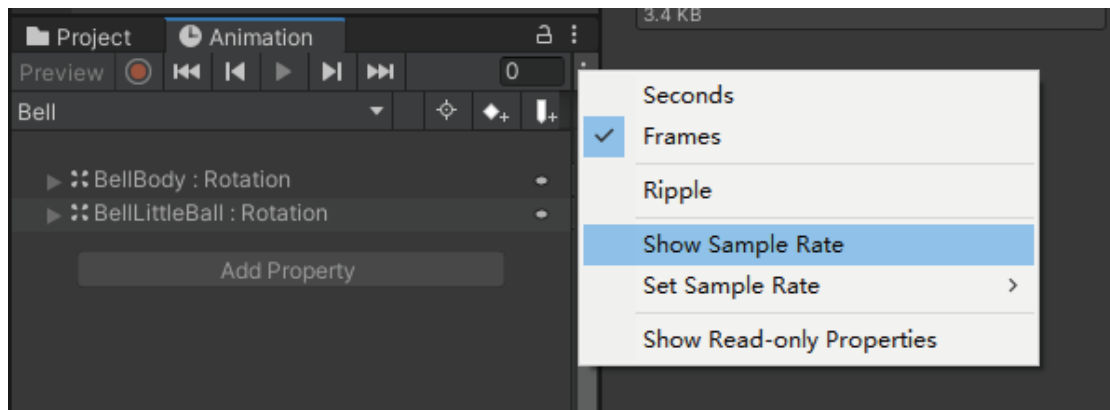 3.4 KB
Project Animation
Preview 0
Bell
BellBody : Rotation
BellLittleBall : Rotation
Add Property
Seconds
Frames
Ripple
Show Sample Rate
Set Sample Rate
Show Read-only Properties